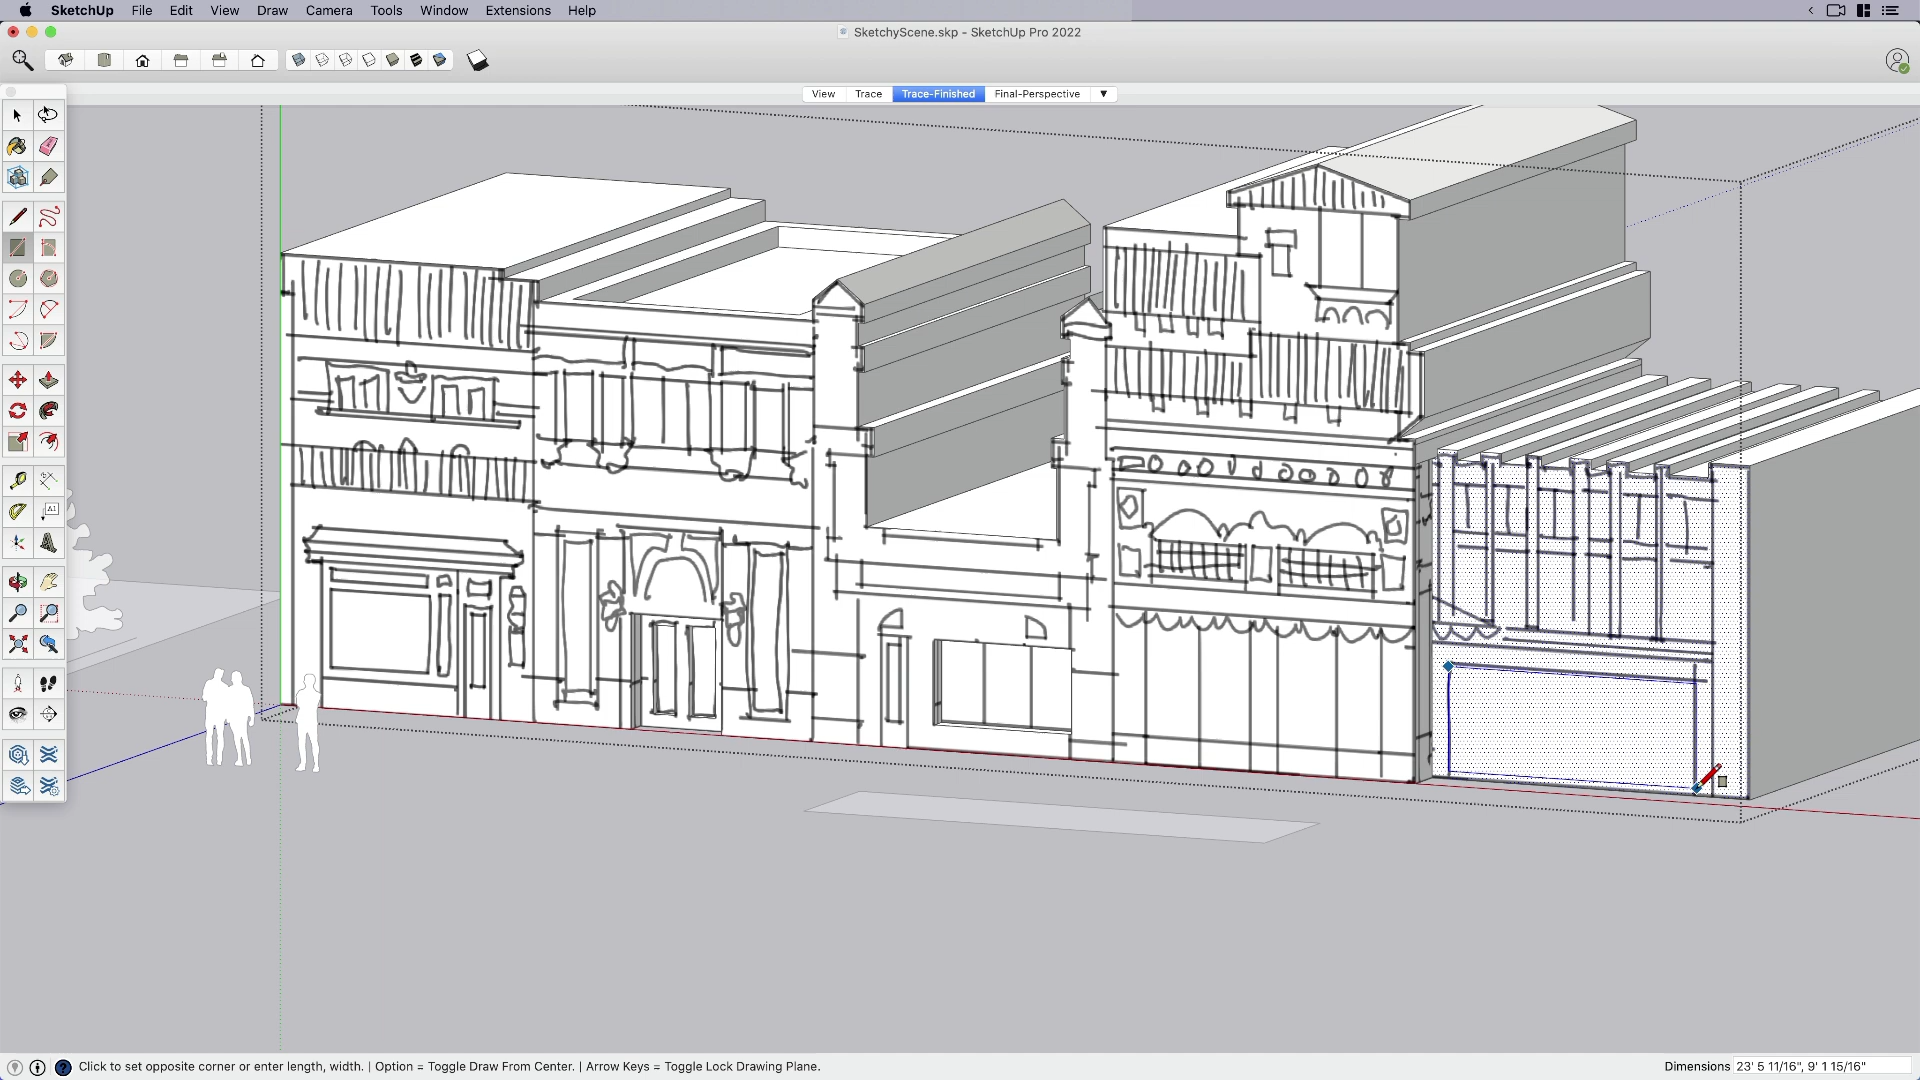 SketchUp File Edit View Draw Camera Tools Window Extensions Help
SketchyScene.skp - SketchUp Pro 2022
View Trace Trace-Finished Final-Perspective
A1
Click to set opposite corner or enter length, width. | Option = Toggle Draw From Center. | Arrow Keys = Toggle Lock Drawing Plane.
Dimensions 23' 5 11/16", 9' 1 15/16"